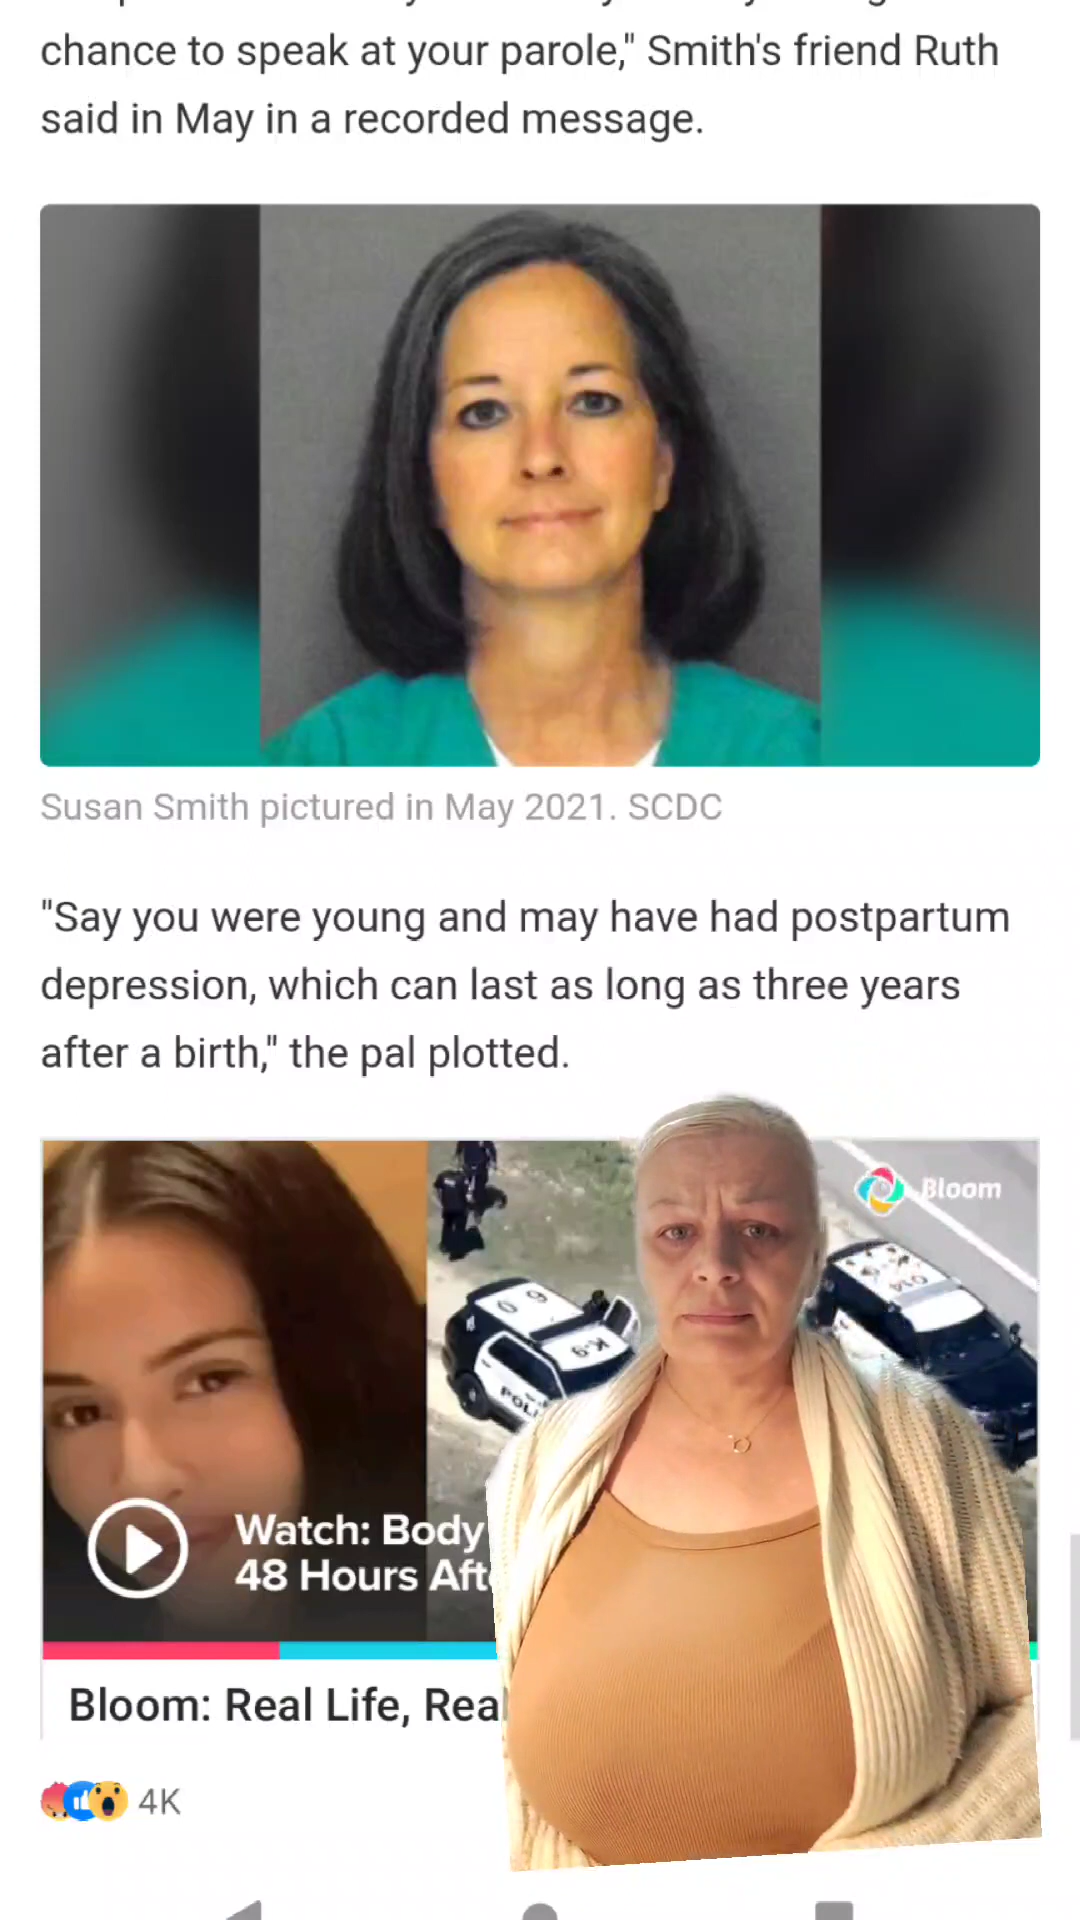 chance to speak at your parole," Smith's friend Ruth
said in May in a recorded message.
Susan Smith pictured in May 2021. SCDC
"Say you were young and may have had postpartum
depression, which can last as long as three years
after a birth," the pal plotted.
Bloom
K-9
Watch: Body
48 Hours Aft
Bloom: Real Life, Rea
4K